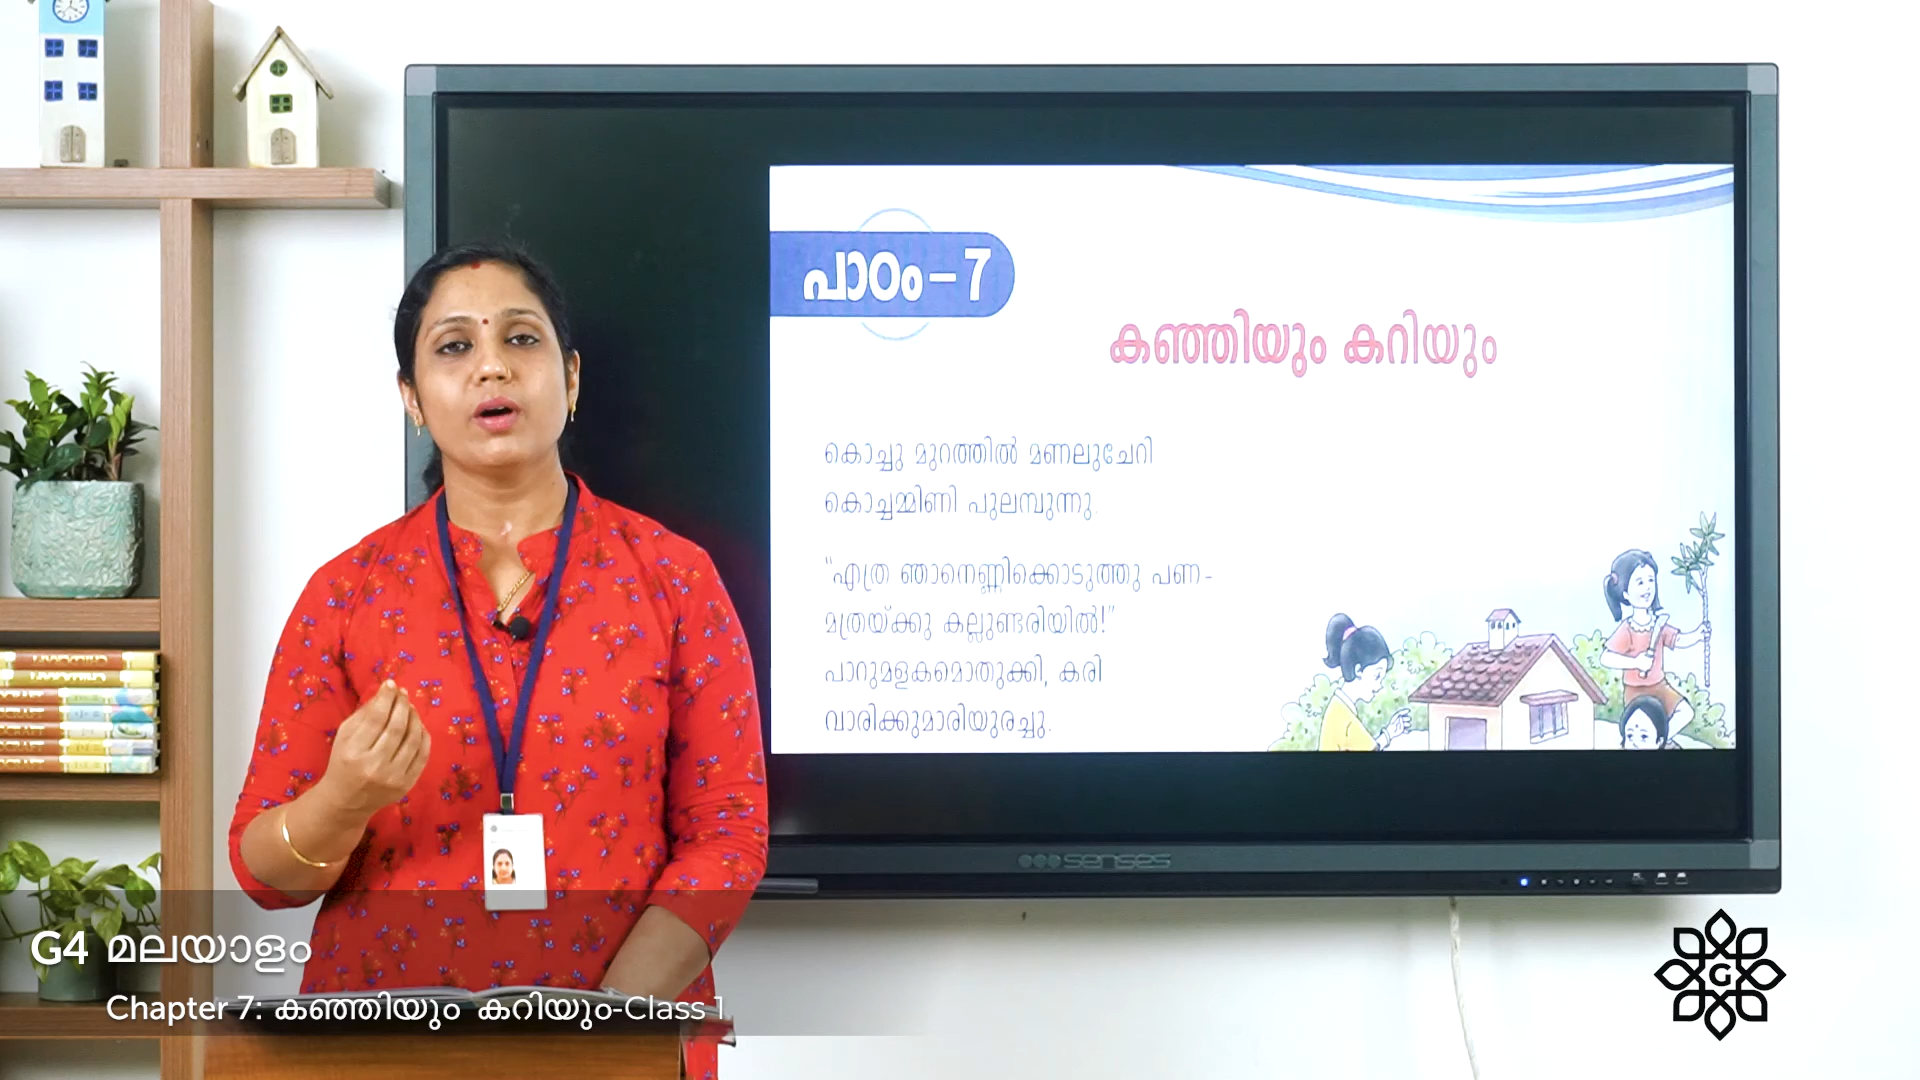 പാഠം-7
കഞ്ഞിയും കറിയും
കൊച്ചു മുറത്തിൽ മണലുചേറി
കൊച്ചമ്മിണി പുലമ്പുന്നു.
“എത്ര ഞാനെണ്ണിക്കൊടുത്തു പണ-
മത്രയ്ക്കു കല്ലുണ്ടരിയിൽ!”
പാറുമളകമൊതുക്കി, കരി
വാരിക്കുമാരിയുരച്ചു.
senses
G4 മലയാളം
Chapter 7: കഞ്ഞിയും കറിയും-Class 1
G